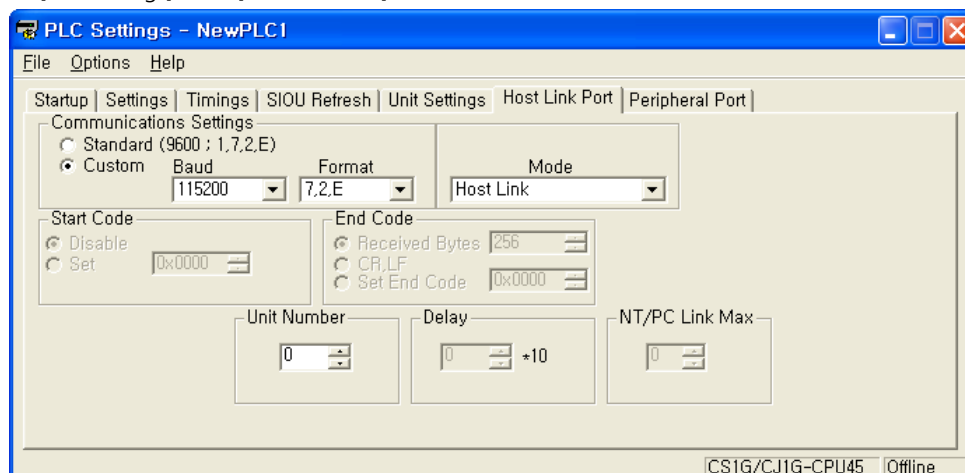 PLC Settings - NewPLC1
File Options Help
Startup Settings Timings SIOU Refresh Unit Settings Host Link Port Peripheral Port
Communications Settings
Standard (9600 ; 1,7,2,E)
Custom Baud Format Mode
115200 7,2,E Host Link
Start Code End Code
Disable Received Bytes 256
Set 0x0000 CR,LF
Set End Code 0x0000
Unit Number Delay NT/PC Link Max
0 0 *10 0
CS1G/CJ1G-CPU45 Offline